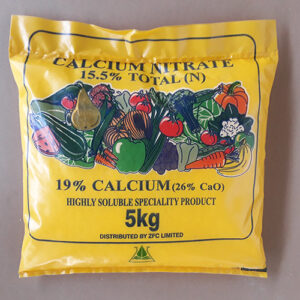 CALCIUM NITRATE
15.5% TOTAL (N)
19% CALCIUM (26% CaO)
HIGHLY SOLUBLE SPECIALITY PRODUCT
5kg
DISTRIBUTED BY ZFC LIMITED